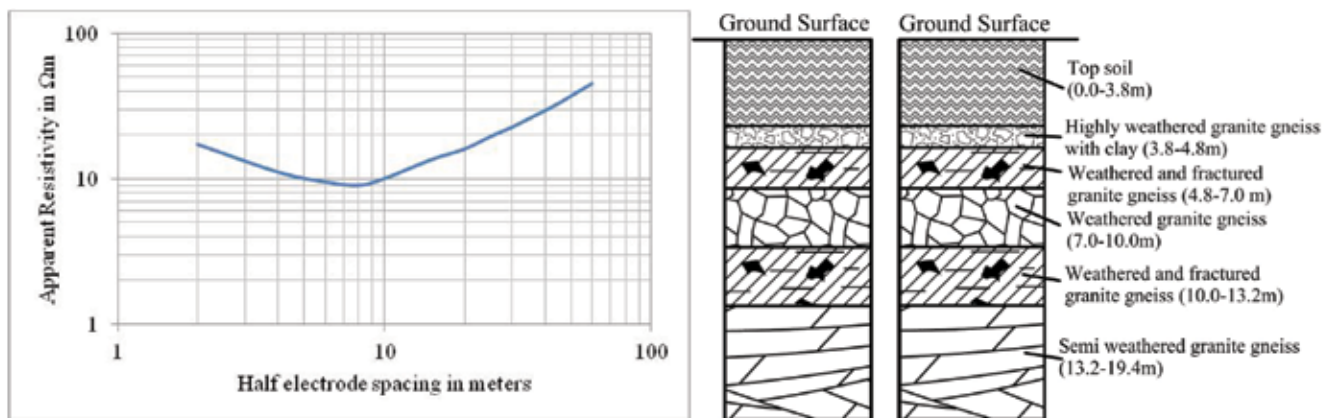 100
10
1
1
10
100
Apparent Resistivity in Ωm
Half electrode spacing in meters
Ground Surface
Ground Surface
Top soil
(0.0-3.8m)
Highly weathered granite gneiss
with clay (3.8-4.8m)
Weathered and fractured
granite gneiss (4.8-7.0 m)
Weathered granite gneiss
(7.0-10.0m)
Weathered and fractured
granite gneiss (10.0-13.2m)
Semi weathered granite gneiss
(13.2-19.4m)